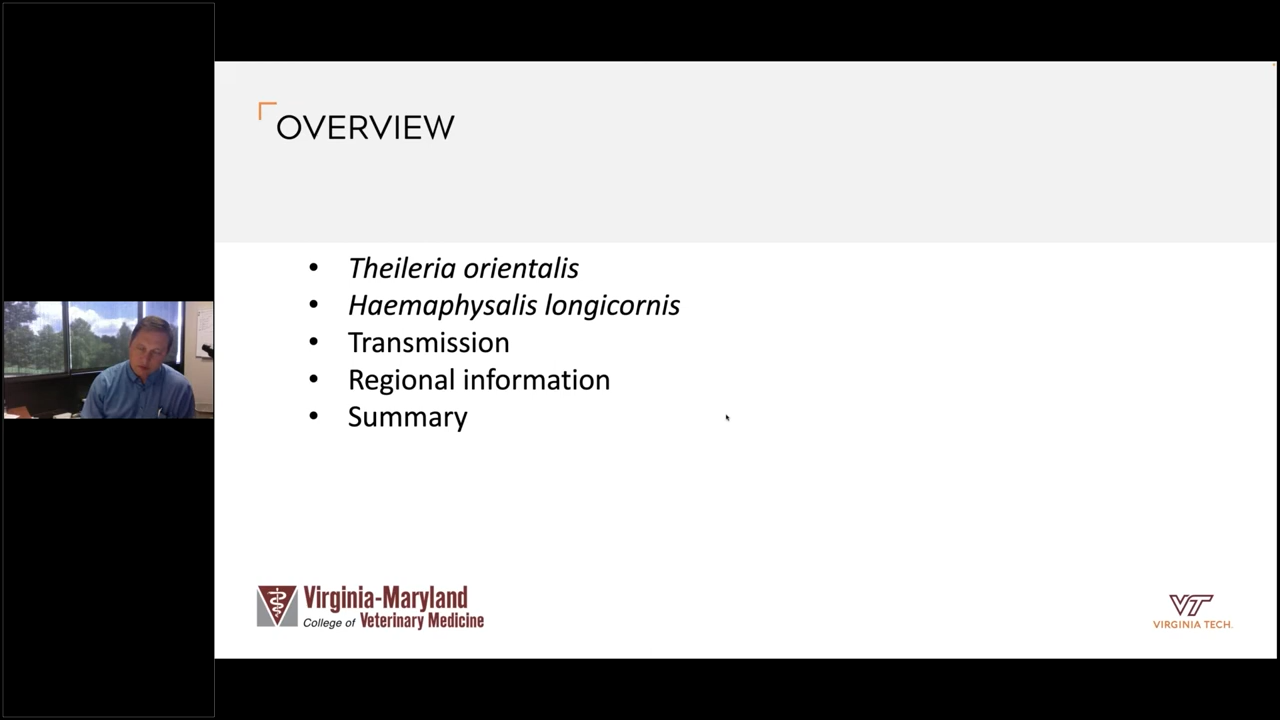 OVERVIEW
• Theileria orientalis
• Haemaphysalis longicornis
• Transmission
• Regional information
• Summary
Virginia-Maryland
College of Veterinary Medicine
VT
VIRGINIA TECH.